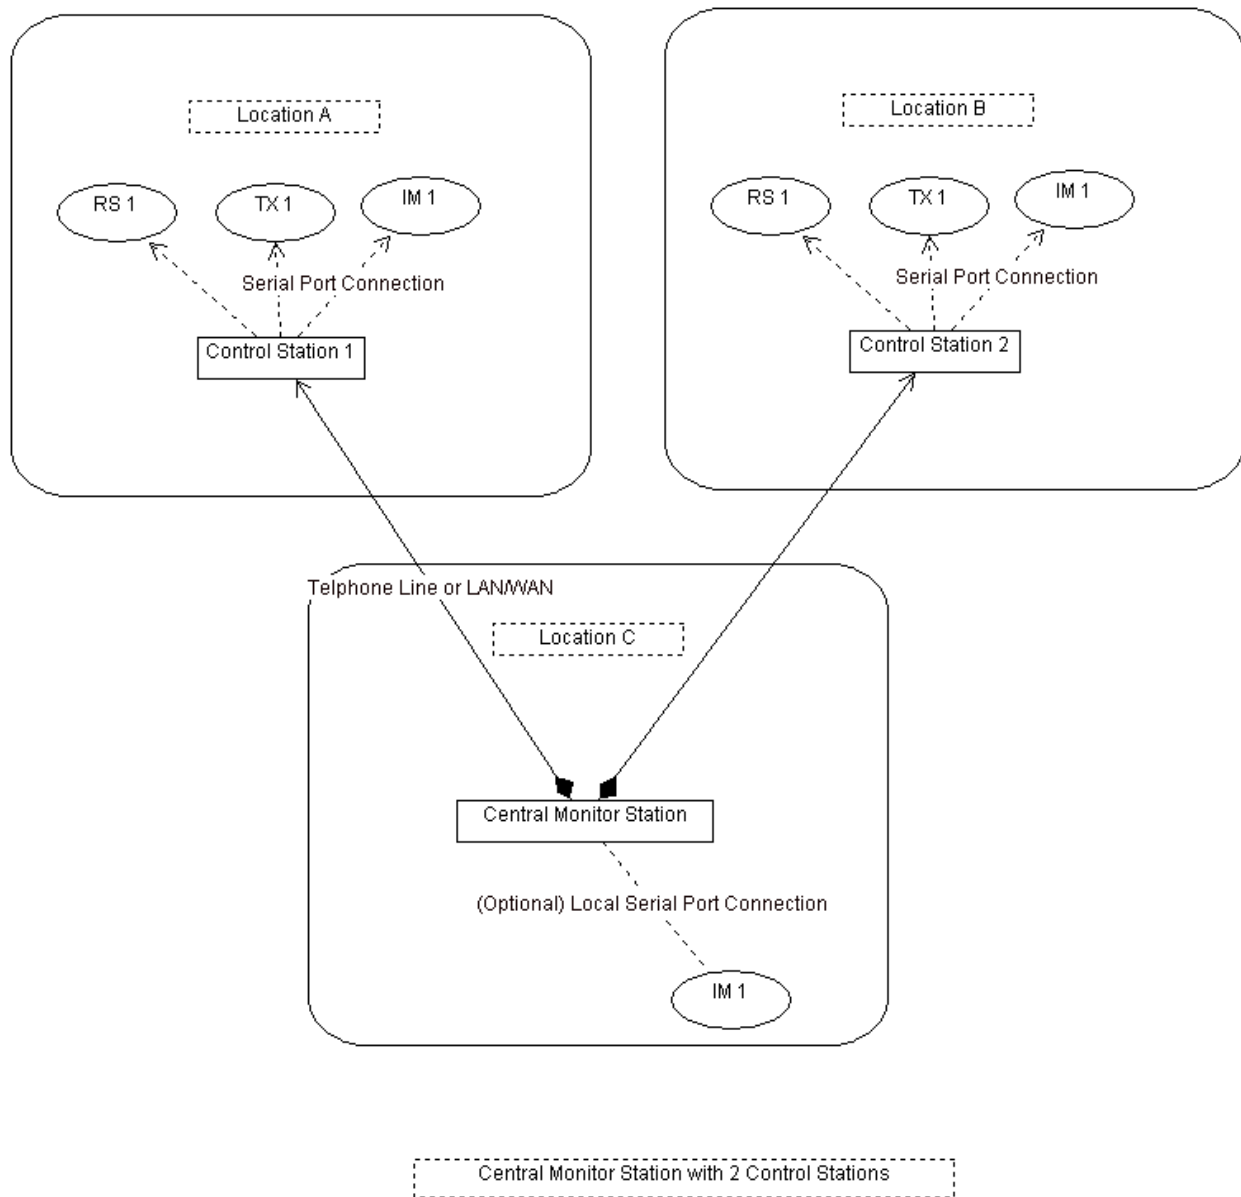 Location A
Location B
RS 1
TX 1
IM 1
RS 1
TX 1
IM 1
Serial Port Connection
Serial Port Connection
Control Station 1
Control Station 2
Telphone Line or LAN/WAN
Location C
Central Monitor Station
(Optional) Local Serial Port Connection
IM 1
Central Monitor Station with 2 Control Stations